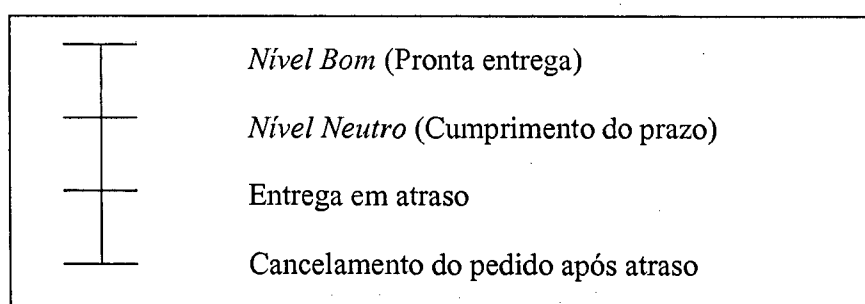 Nível Bom (Pronta entrega)
Nível Neutro (Cumprimento do prazo)
Entrega em atraso
Cancelamento do pedido após atraso